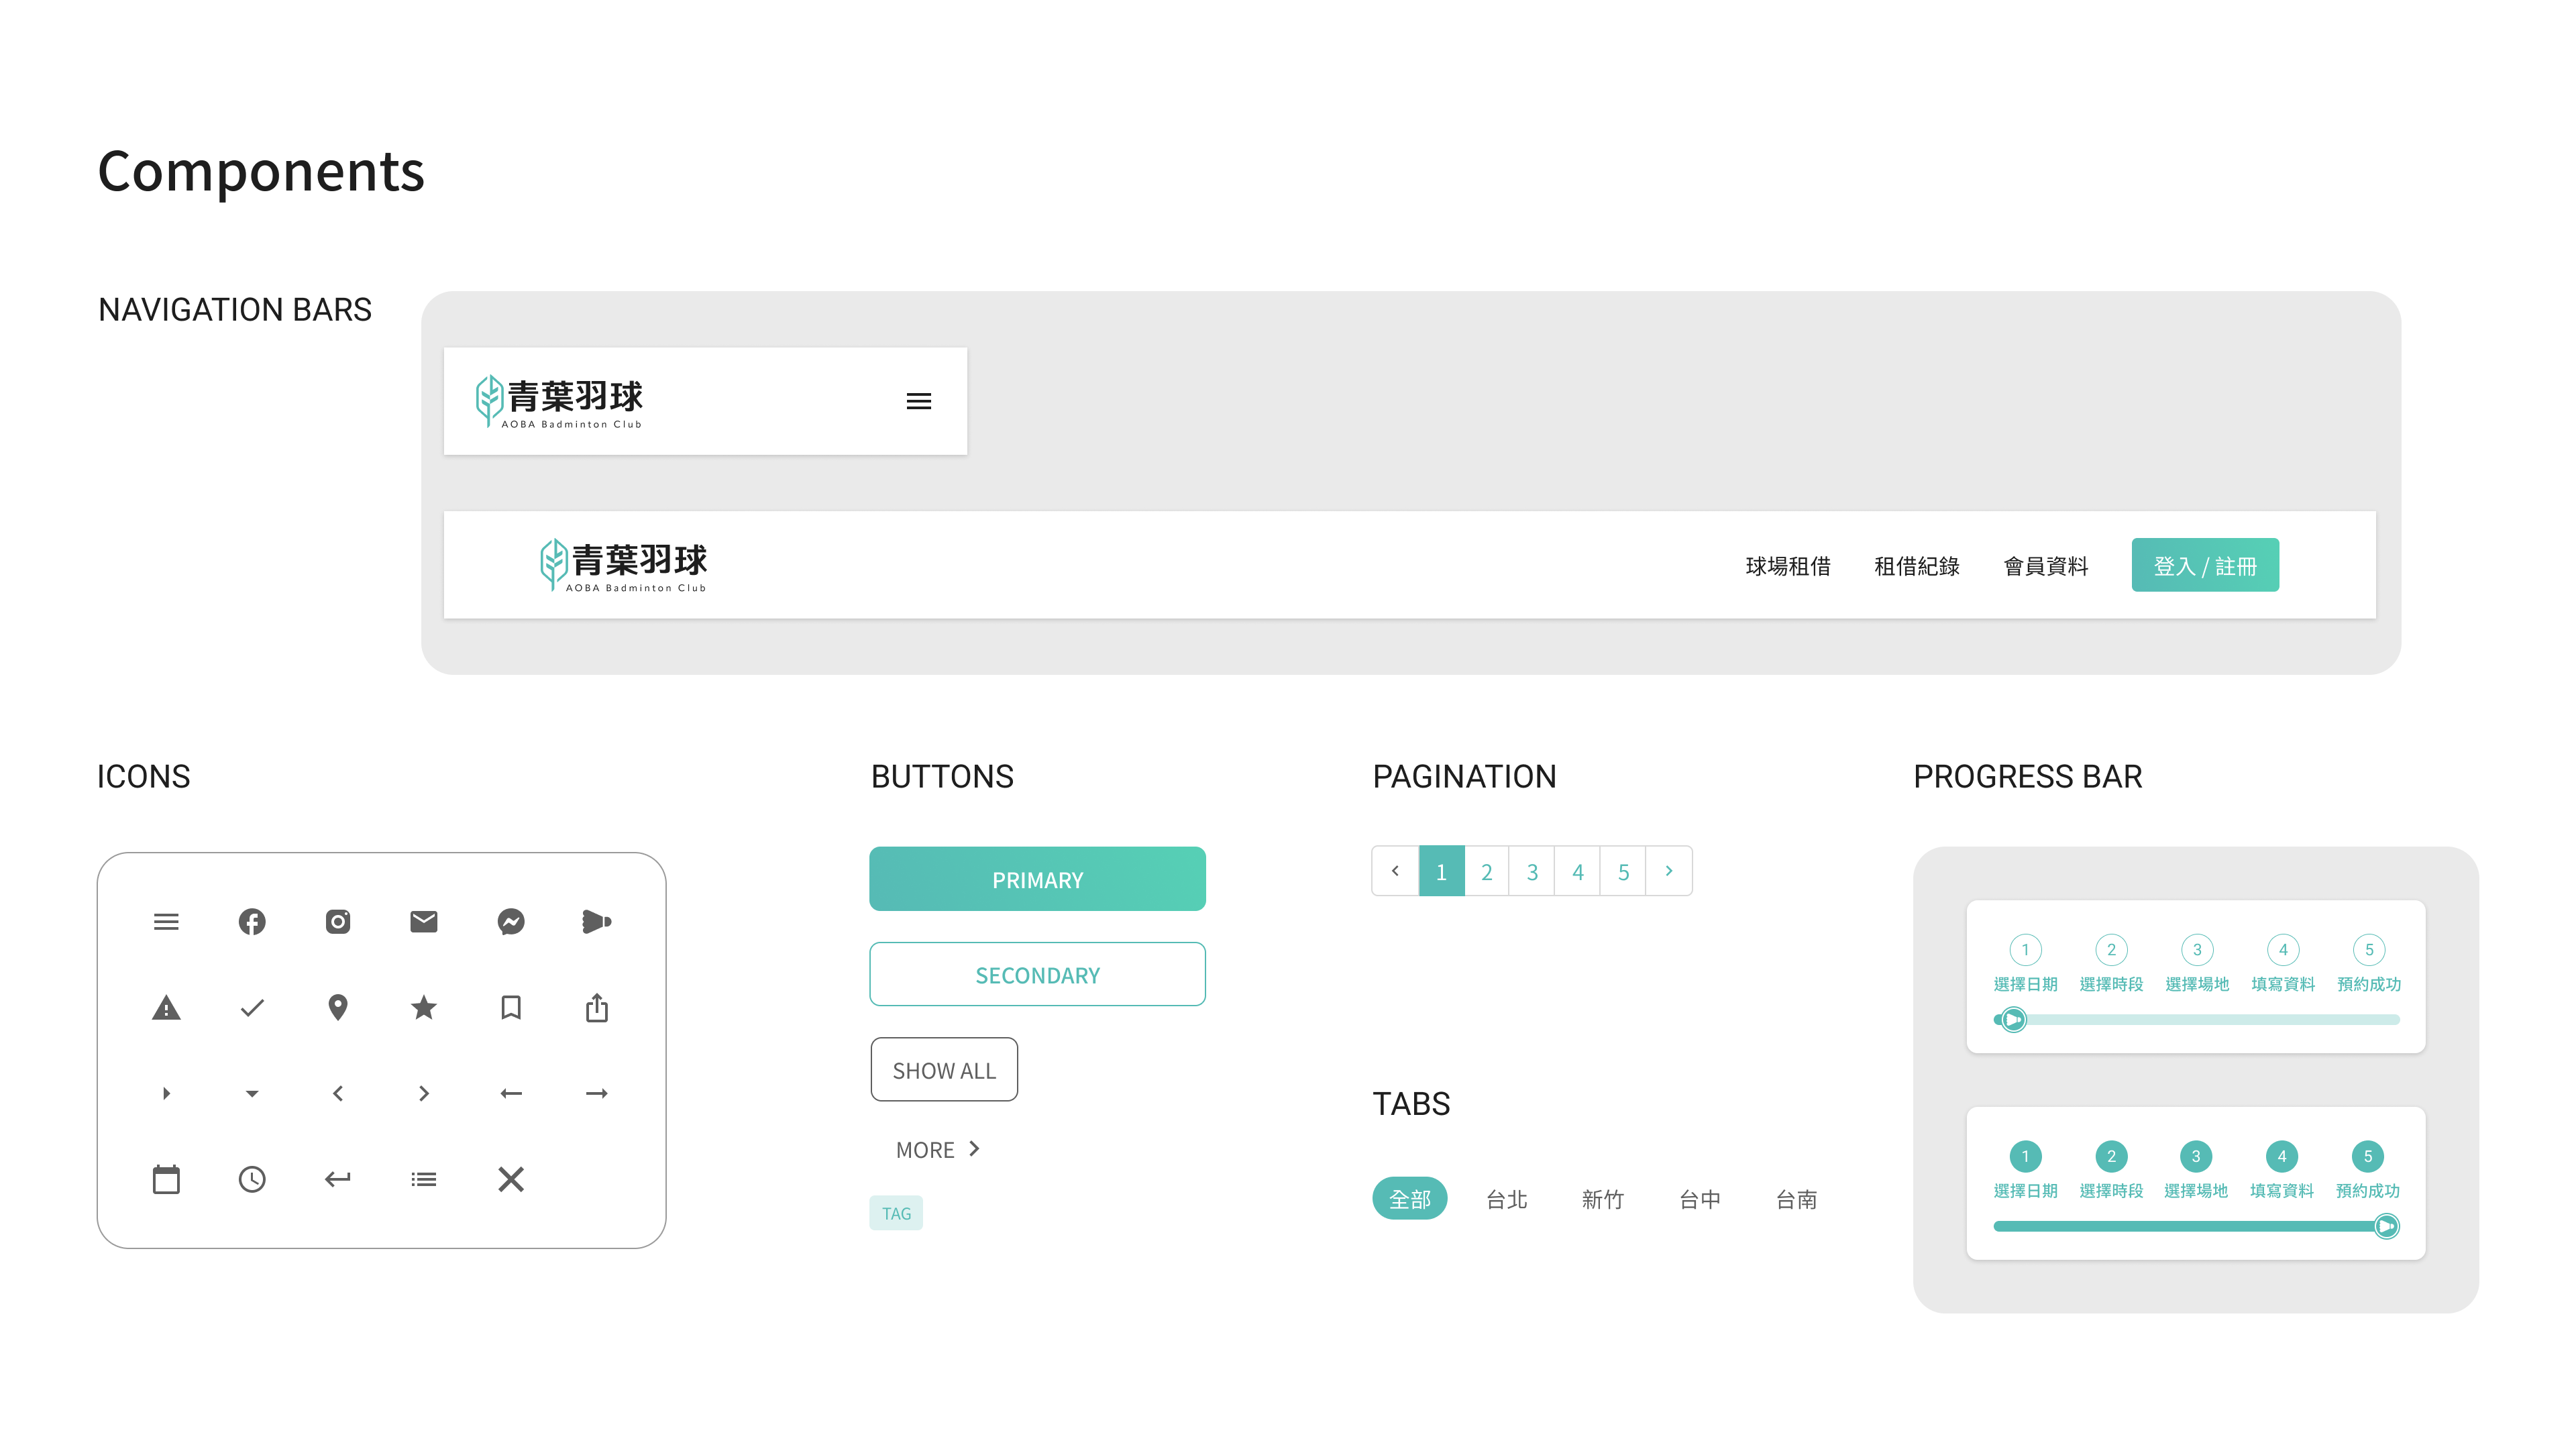 Components
NAVIGATION BARS
青葉羽球
AOBA Badminton Club
青葉羽球
AOBA Badminton Club
球場租借 租借紀錄 會員資料 登入 / 註冊
ICONS
BUTTONS
PRIMARY
SECONDARY
SHOW ALL
MORE
TAG
PAGINATION
1 2 3 4 5
TABS
全部 台北 新竹 台中 台南
PROGRESS BAR
1 2 3 4 5
選擇日期 選擇時段 選擇場地 填寫資料 預約成功
1 2 3 4 5
選擇日期 選擇時段 選擇場地 填寫資料 預約成功